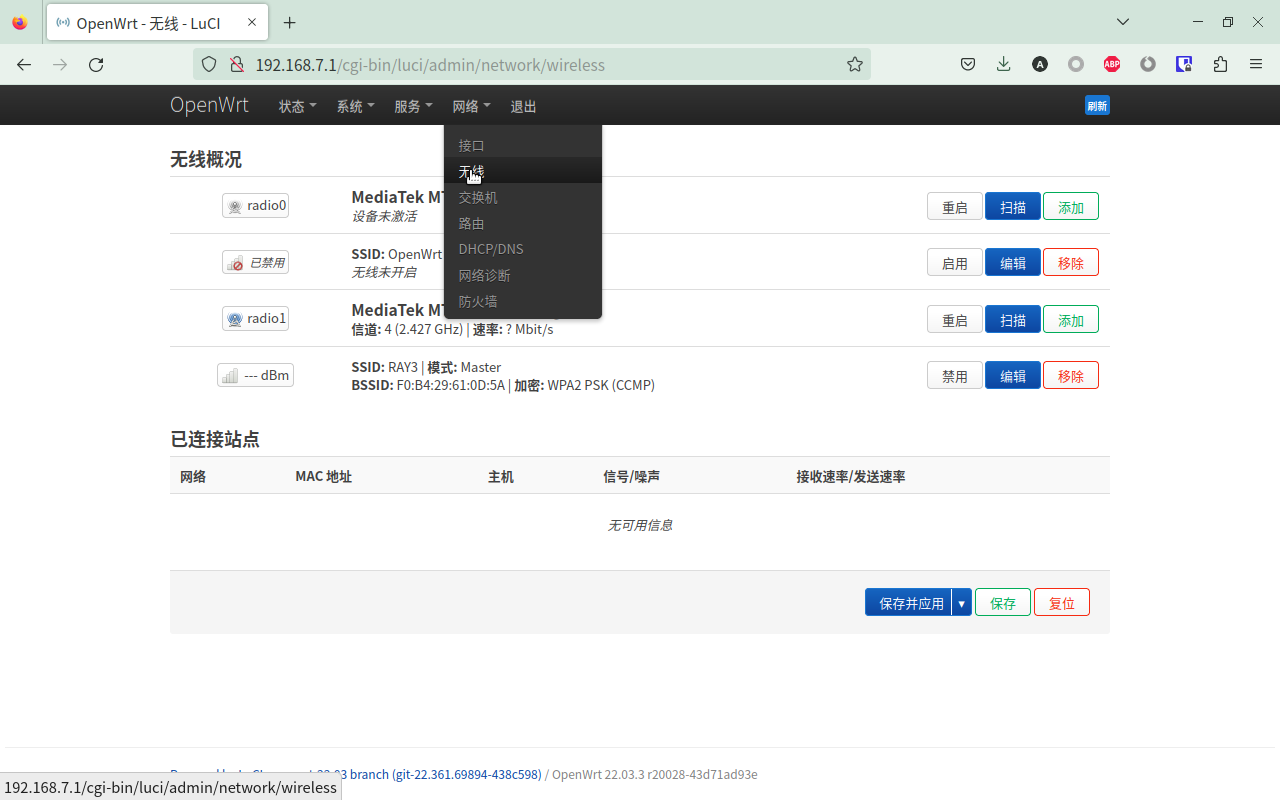 OpenWrt - 无线 - LuCI
192.168.7.1/cgi-bin/luci/admin/network/wireless
A ABP
OpenWrt 状态 系统 服务 网络 退出 刷新
接口
无线
交换机
路由
DHCP/DNS
网络诊断
防火墙
无线概况
radio0 MediaTek 重启 扫描 添加
设备未激活
已禁用 SSID: OpenWrt 启用 编辑 移除
无线未开启
radio1 MediaTek 重启 扫描 添加
信道: 4 (2.427 GHz) | 速率: ? Mbit/s
--- dBm SSID: RAY3 | 模式: Master 禁用 编辑 移除
BSSID: F0:B4:29:61:0D:5A | 加密: WPA2 PSK (CCMP)
已连接站点
网络 MAC 地址 主机 信号/噪声 接收速率/发送速率
无可用信息
保存并应用 保存 复位
branch (git-22.361.69894-438c598) / OpenWrt 22.03.3 r20028-43d71ad93e
192.168.7.1/cgi-bin/luci/admin/network/wireless